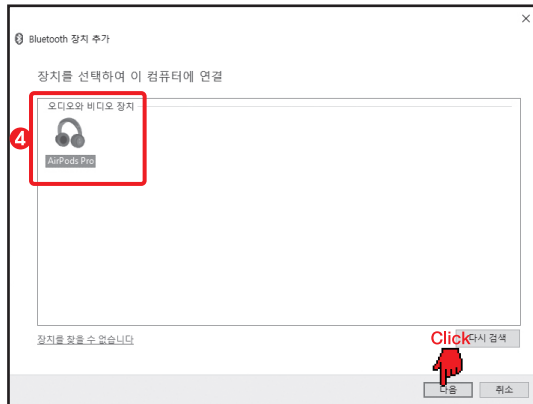 ×
Bluetooth 장치 추가
장치를 선택하여 이 컴퓨터에 연결
오디오와 비디오 장치
4
AirPods Pro
장치를 찾을 수 없습니다
Click
다시 검색
다음
취소